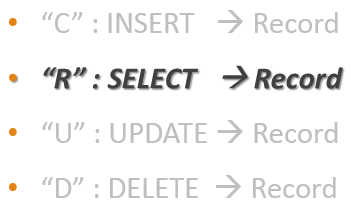 • “C” : INSERT → Record
• “R” : SELECT → Record
• “U” : UPDATE → Record
• “D” : DELETE → Record